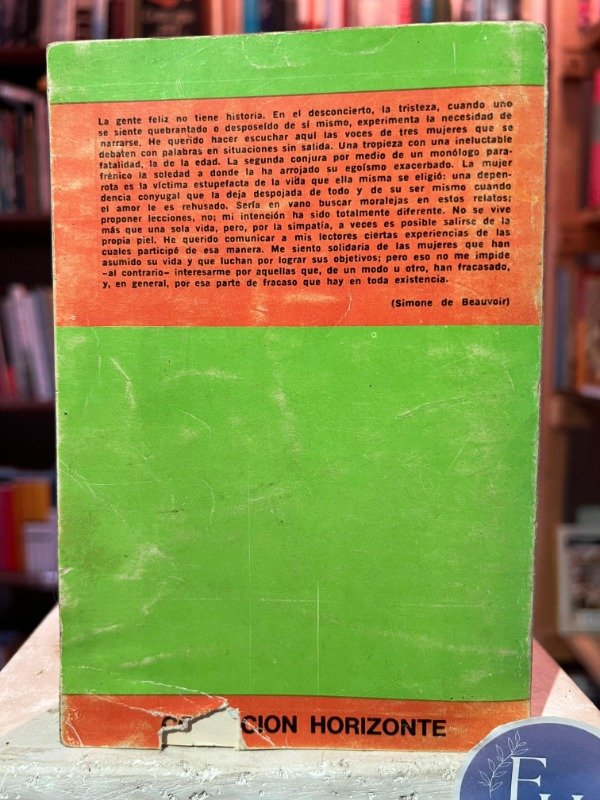 La gente feliz no tiene historia. En el desconcierto, la tristeza, cuando uno
se siente quebrantado o desposeído de sí mismo, experimenta la necesidad de
narrarse. He querido hacer escuchar aquí las voces de tres mujeres que se
debaten con palabras en situaciones sin salida. Una tropieza con una ineluctable
fatalidad, la de la edad. La segunda conjura por medio de un monólogo para-
frénico la soledad a donde la ha arrojado su egoísmo exacerbado. La mujer
rota es la víctima estupefacta de la vida que ella misma se eligió: una depen-
dencia conyugal que la deja despojada de todo y de su ser mismo cuando
el amor le es rehusado. Sería en vano buscar moralejas en estos relatos;
proponer lecciones, no; mi intención ha sido totalmente diferente. No se vive
más que una sola vida, pero, por la simpatía, a veces es posible salirse de la
propia piel. He querido comunicar a mis lectores ciertas experiencias de las
cuales participé de esa manera. Me siento solidaria de las mujeres que han
asumido su vida y que luchan por lograr sus objetivos; pero eso no me impide
-al contrario- interesarme por aquellas que, de un modo u otro, han fracasado,
y, en general, por esa parte de fracaso que hay en toda existencia.
(Simone de Beauvoir)
CION HORIZONTE